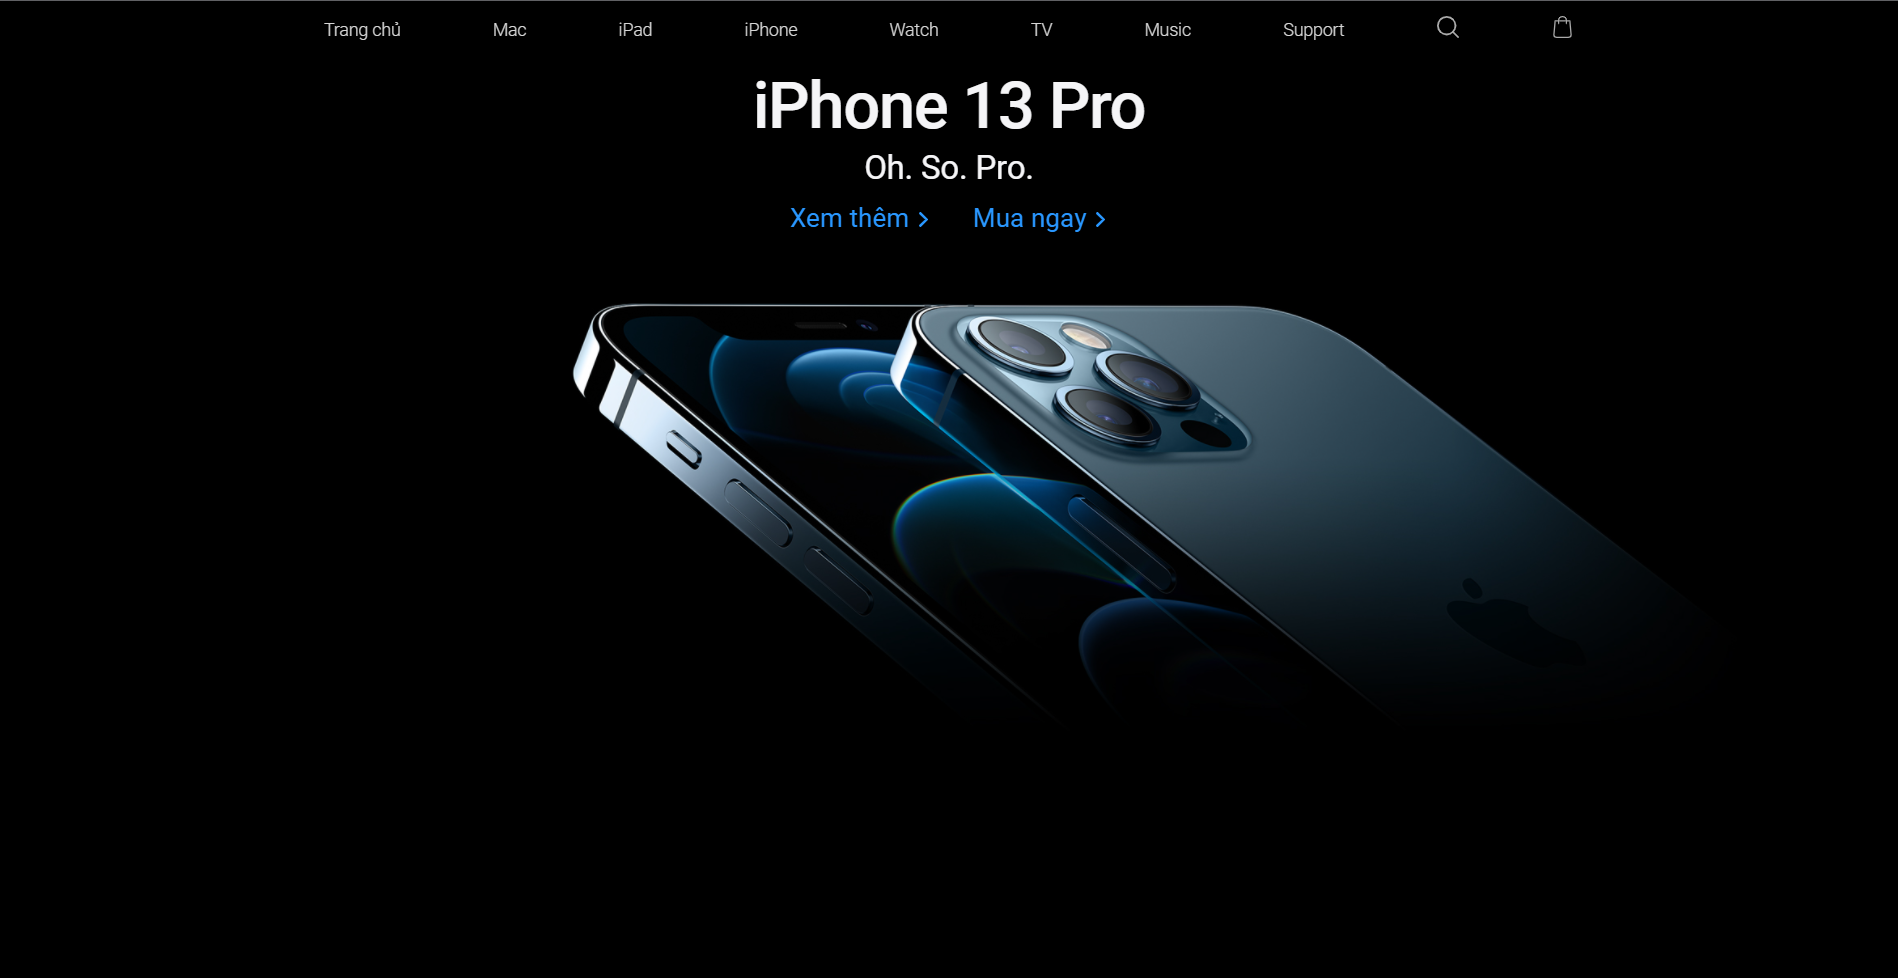 Trang chủ Mac iPad iPhone Watch TV Music Support
iPhone 13 Pro
Oh. So. Pro.
Xem thêm Mua ngay